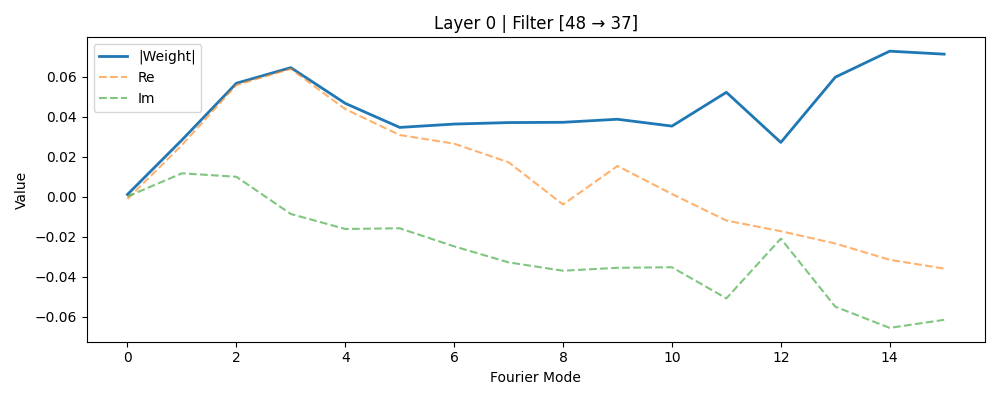 Layer 0 | Filter [48 → 37]
|Weight|
Re
Im
Value
0.06
0.04
0.02
0.00
−0.02
−0.04
−0.06
0 2 4 6 8 10 12 14
Fourier Mode